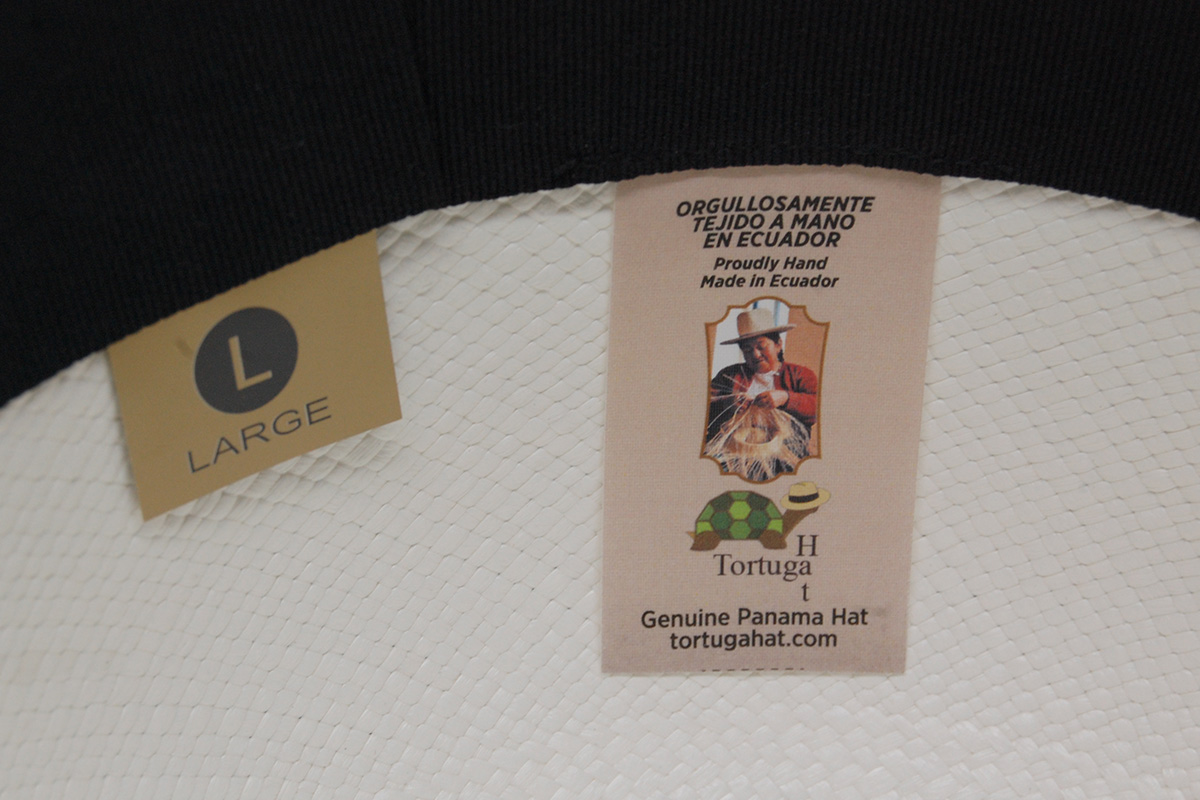 L
LARGE
ORGULLOSAMENTE
TEJIDO A MANO
EN ECUADOR
Proudly Hand
Made in Ecuador
H
Tortuga
t
Genuine Panama Hat
tortugahat.com